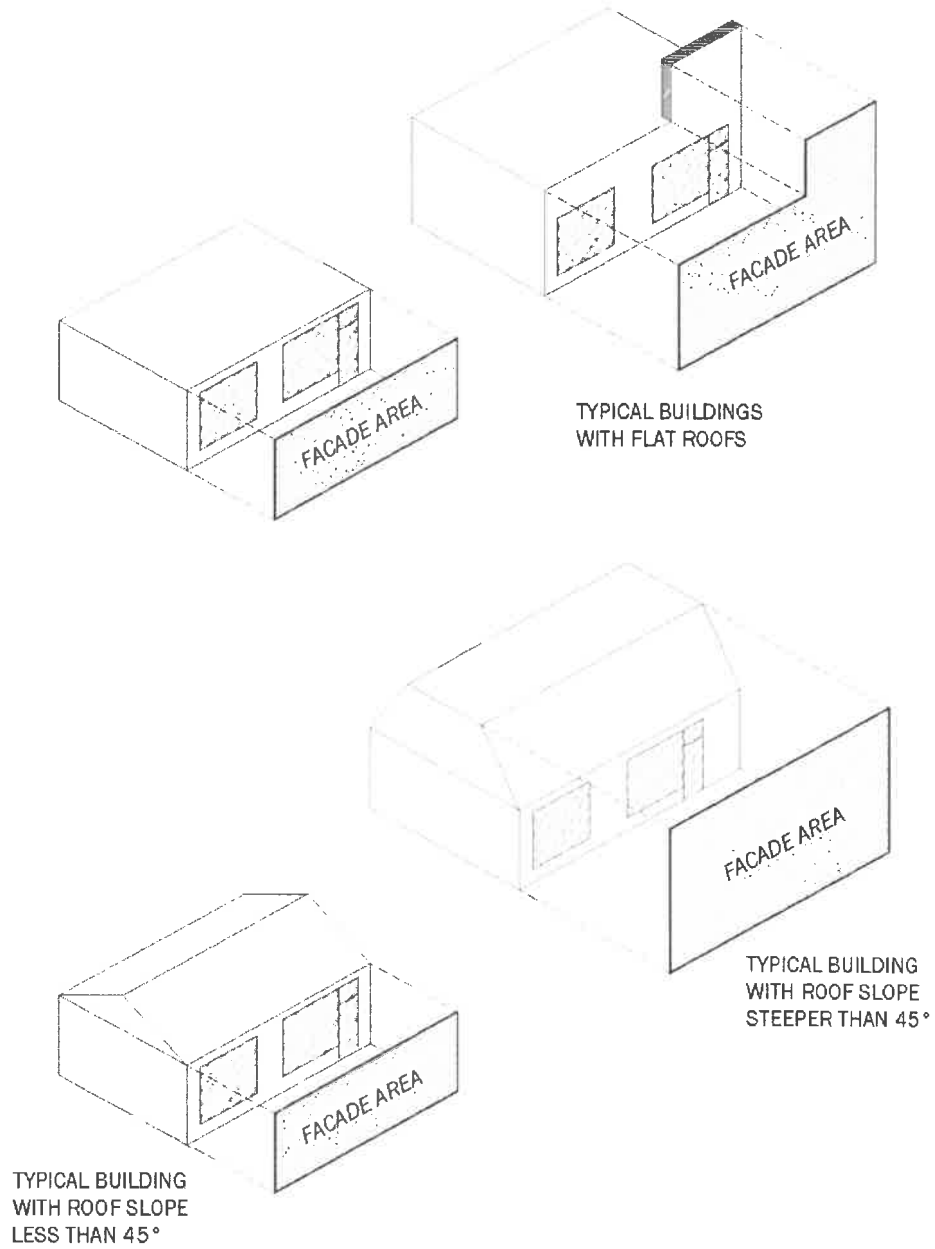 FACADE AREA
FACADE AREA
TYPICAL BUILDINGS
WITH FLAT ROOFS
FACADE AREA
TYPICAL BUILDING
WITH ROOF SLOPE
STEEPER THAN 45°
FACADE AREA
TYPICAL BUILDING
WITH ROOF SLOPE
LESS THAN 45°